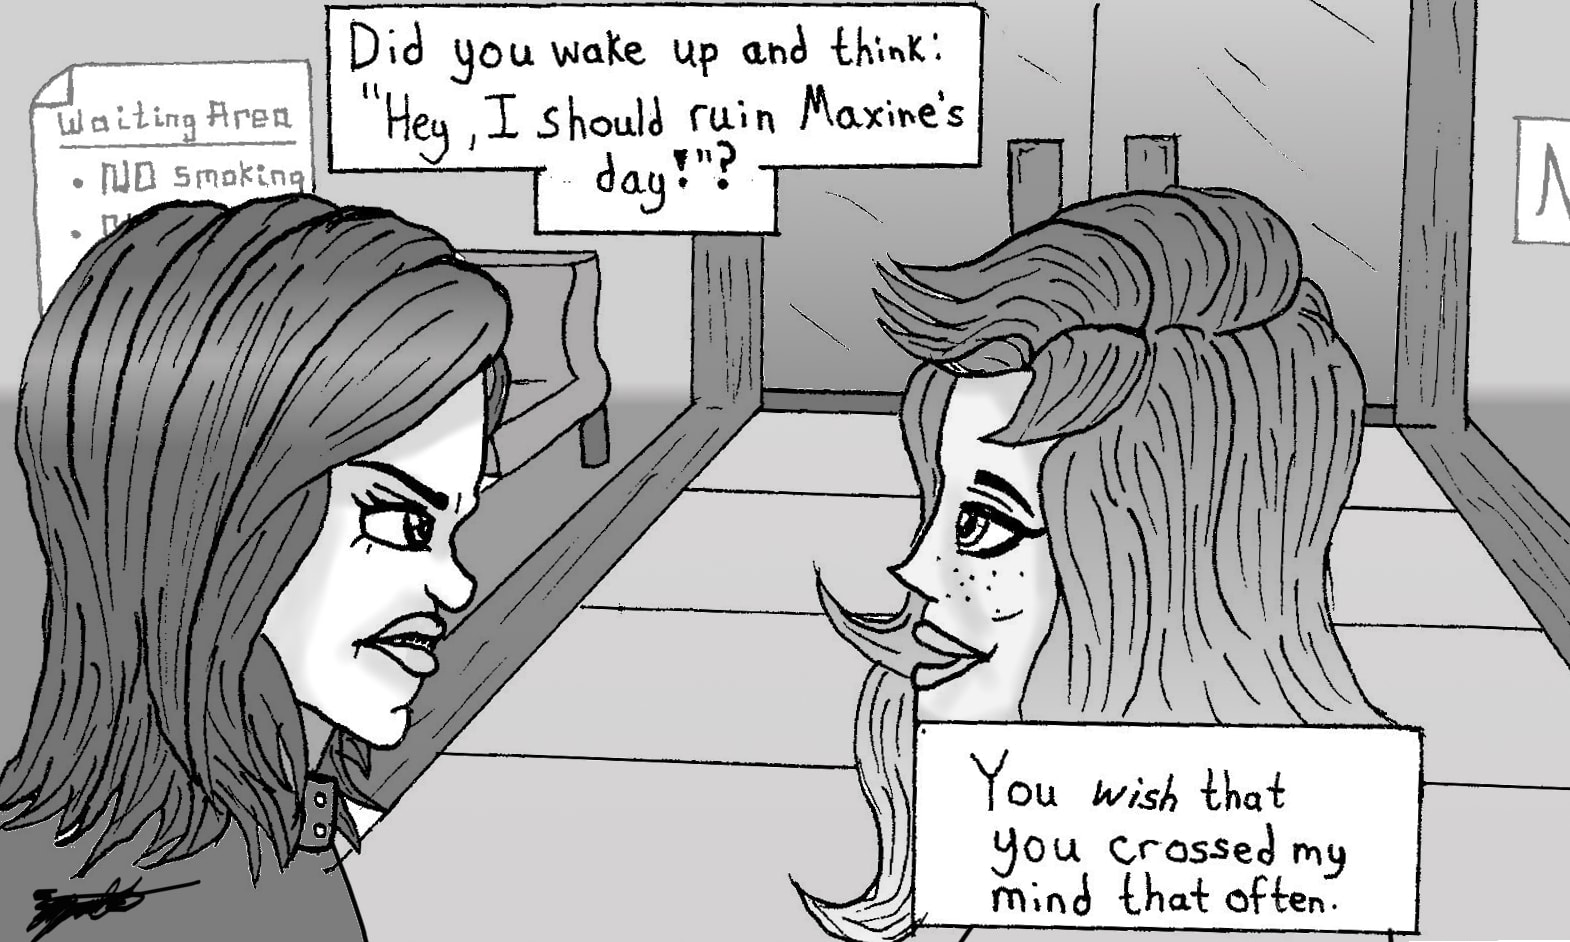 Did you wake up and think:
"Hey, I should ruin Maxine's
day!"?
Waiting Area
• NO Smoking
•
N
You wish that
you crossed my
mind that often.